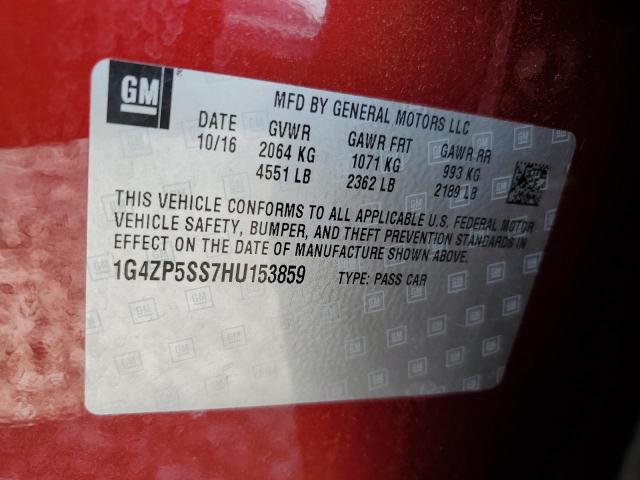 GM
MFD BY GENERAL MOTORS LLC
DATE GVWR GAWR FRT GAWR RR
10/16 2064 KG 1071 KG 993 KG
4551 LB 2362 LB 2189 LB
THIS VEHICLE CONFORMS TO ALL APPLICABLE U.S. FEDERAL MOTOR
VEHICLE SAFETY, BUMPER, AND THEFT PREVENTION STANDARDS IN
EFFECT ON THE DATE OF MANUFACTURE SHOWN ABOVE.
1G4ZP5SS7HU153859 TYPE: PASS CAR